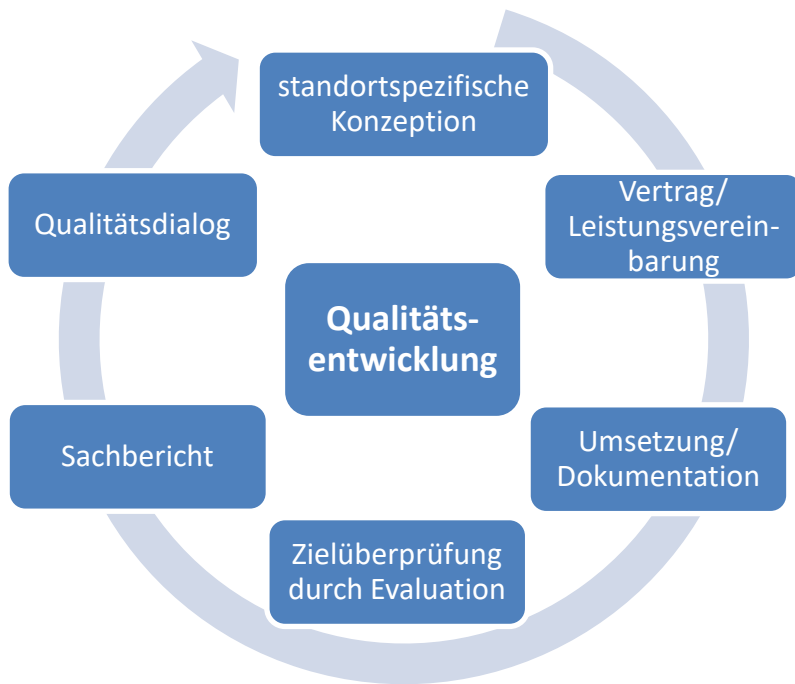 standortspezifische
Konzeption
Vertrag/
Leistungsverein-
barung
Umsetzung/
Dokumentation
Zielüberprüfung
durch Evaluation
Sachbericht
Qualitätsdialog
Qualitäts-
entwicklung